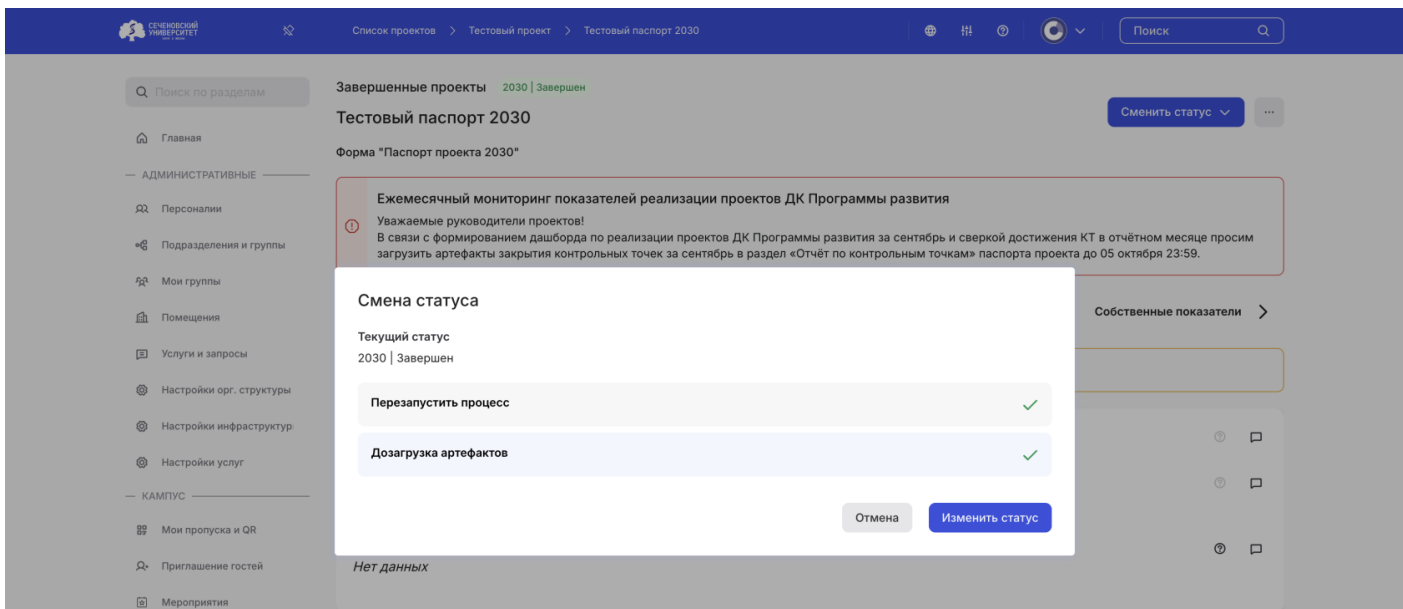 СЕЧЕНОВСКИЙ
УНИВЕРСИТЕТ
Список проектов > Тестовый проект > Тестовый паспорт 2030
Поиск
Поиск по разделам
Главная
АДМИНИСТРАТИВНЫЕ
Персоналии
Подразделения и группы
Мои группы
Помещения
Услуги и запросы
Настройки орг. структуры
Настройки инфраструктур
Настройки услуг
КАМПУС
Мои пропуска и QR
Приглашение гостей
Мероприятия
Завершенные проекты 2030 | Завершен
Тестовый паспорт 2030
Сменить статус
Форма "Паспорт проекта 2030"
Ежемесячный мониторинг показателей реализации проектов ДК Программы развития
Уважаемые руководители проектов!
В связи с формированием дашборда по реализации проектов ДК Программы развития за сентябрь и сверкой достижения КТ в отчётном месяце просим
загрузить артефакты закрытия контрольных точек за сентябрь в раздел «Отчёт по контрольным точкам» паспорта проекта до 05 октября 23:59.
Собственные показатели
Смена статуса
Текущий статус
2030 | Завершен
Перезапустить процесс
Дозагрузка артефактов
Отмена
Изменить статус
Нет данных